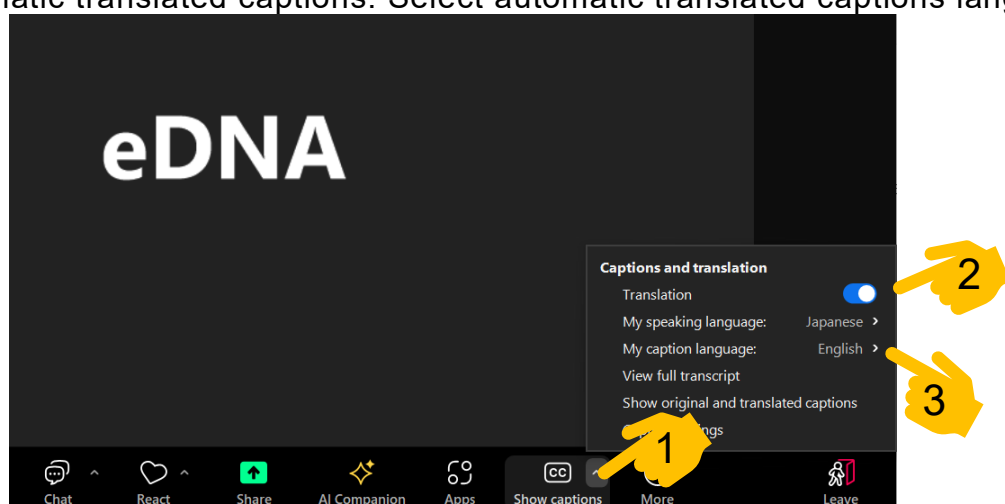 matic translated captions. Select automatic translated captions lang
eDNA
Captions and translation
Translation
2
My speaking language: Japanese >
My caption language: English >
View full transcript
3
Show original and translated captions
1
Chat
React
Share
AI Companion
Apps
CC
Show captions
More
Leave